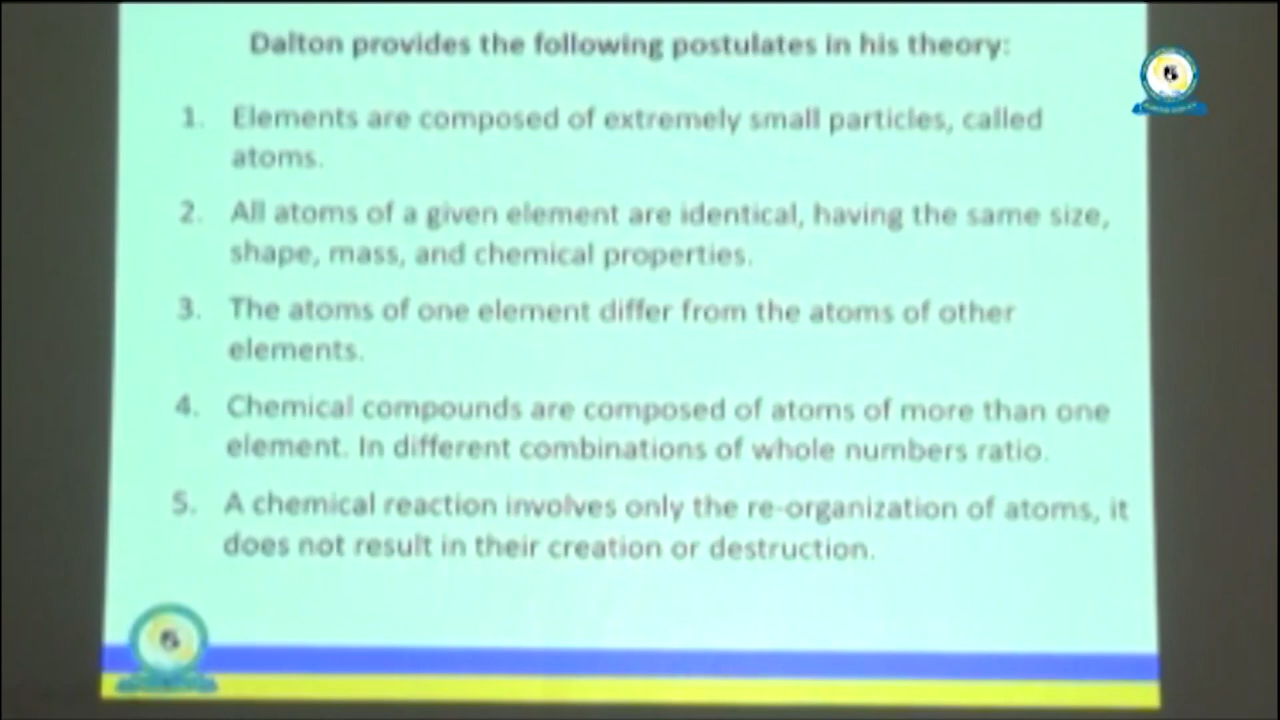 Dalton provides the following postulates in his theory:
1. Elements are composed of extremely small particles, called
atoms.
2. All atoms of a given element are identical, having the same size,
shape, mass, and chemical properties.
3. The atoms of one element differ from the atoms of other
elements.
4. Chemical compounds are composed of atoms of more than one
element. In different combinations of whole numbers ratio.
5. A chemical reaction involves only the re-organization of atoms, it
does not result in their creation or destruction.